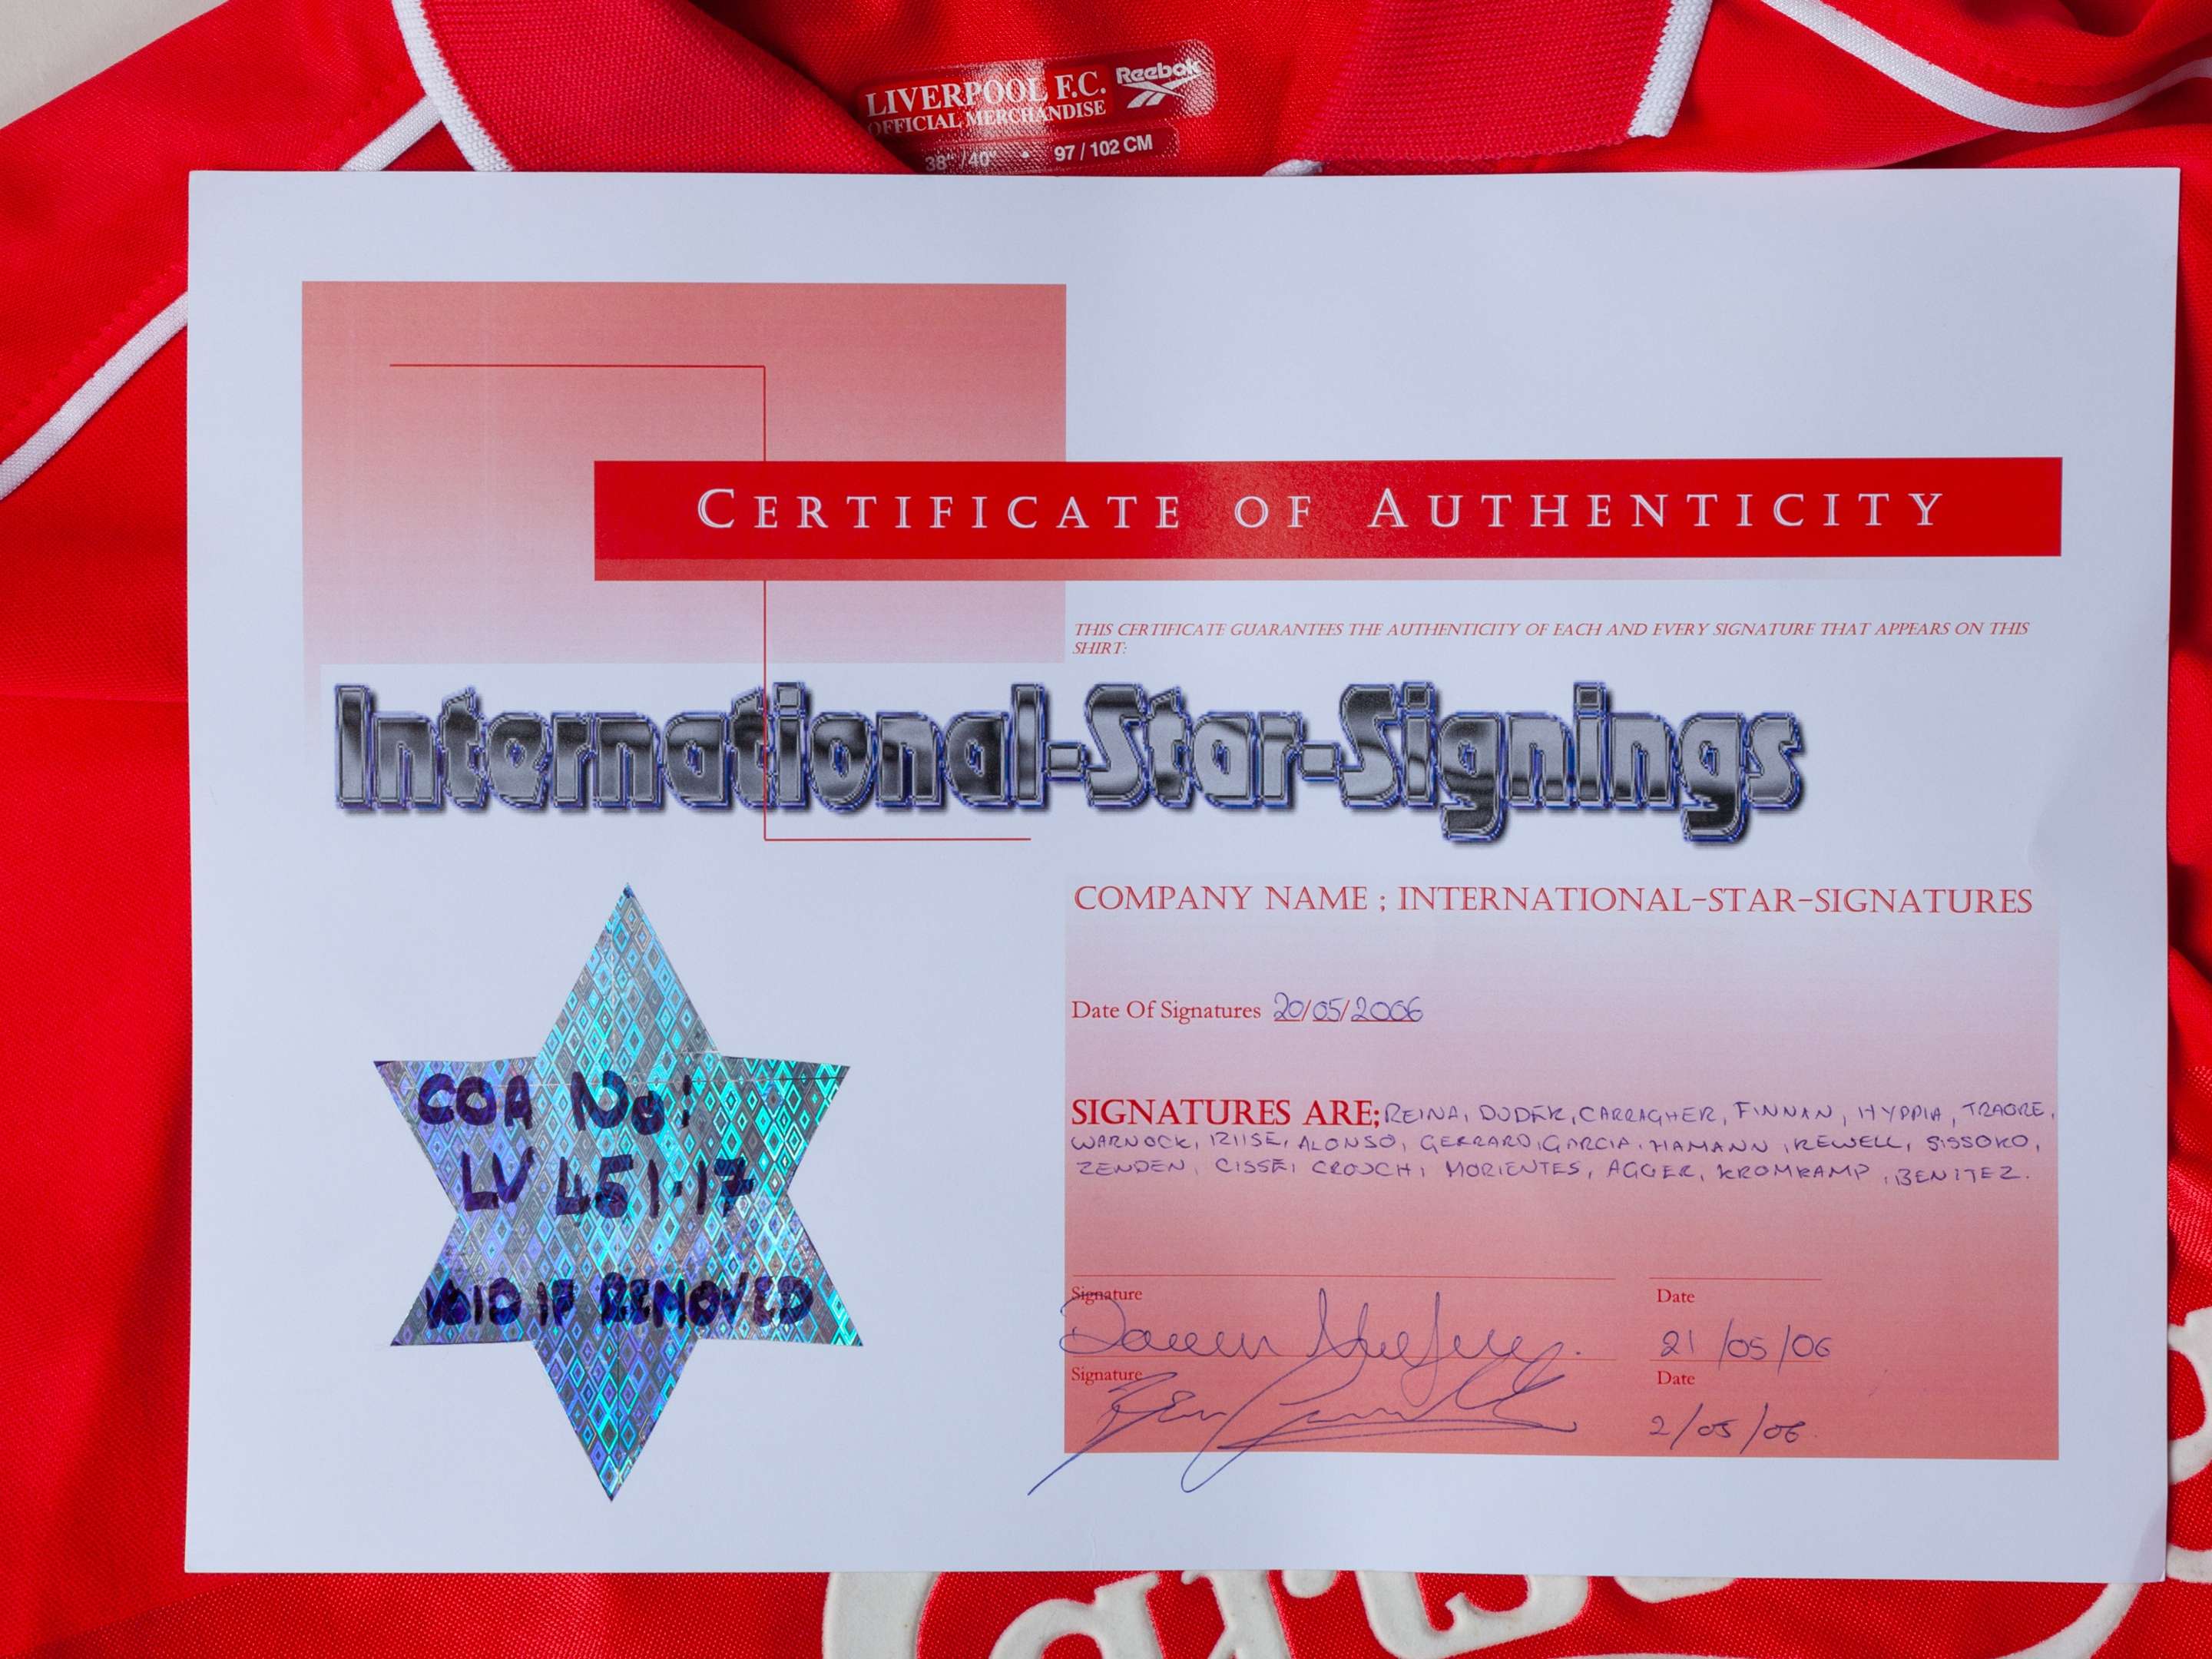 LIVERPOOL F.C. Reebok
OFFICIAL MERCHANDISE
38" / 40" • 97 / 102 CM
CERTIFICATE OF AUTHENTICITY
THIS CERTIFICATE GUARANTEES THE AUTHENTICITY OF EACH AND EVERY SIGNATURE THAT APPEARS ON THIS
SHIRT:
International-Star-Signings
COMPANY NAME ; INTERNATIONAL-STAR-SIGNATURES
Date Of Signatures 20/05/2006
COA No:
LV 451.17
VOID IF REMOVED
SIGNATURES ARE; REINA, DUDEK, CARRAGHER, FINNAN, HYPPIA, TRAORE,
WARNOCK, RIISE, ALONSO, GERRARD, GARCIA, HAMANN, KEWELL, SISSOKO,
ZENDEN, CISSE, CROUCH, MORIENTES, AGGER, KROMKAMP, BENITEZ.
Signature Date
21/05/06
Signature Date
2/05/06